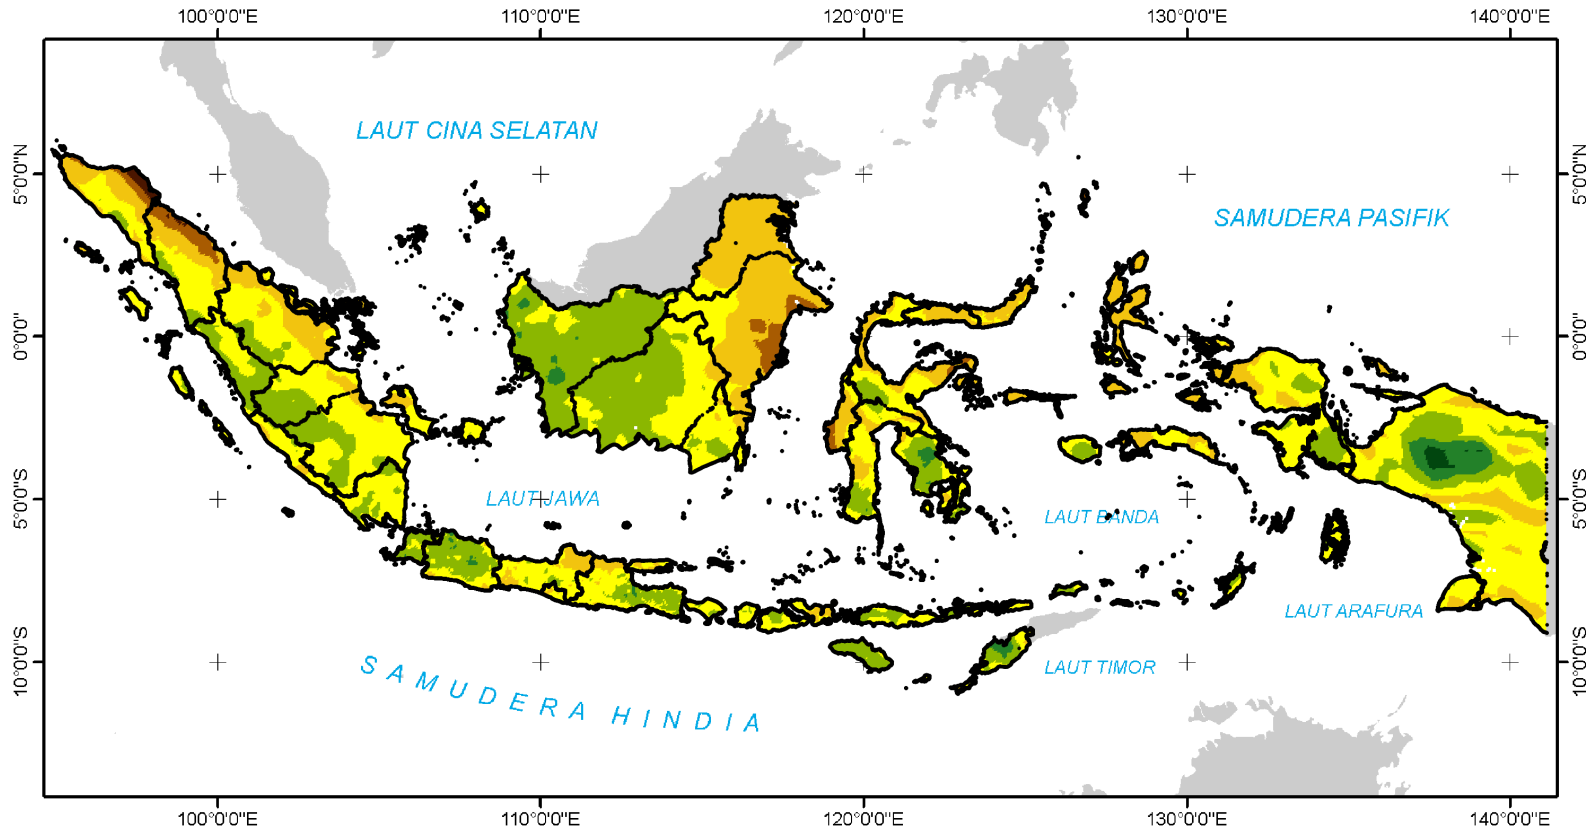 100°0'0"E 110°0'0"E 120°0'0"E 130°0'0"E 140°0'0"E
LAUT CINA SELATAN
5°0'0"N 5°0'0"N
SAMUDERA PASIFIK
0°0'0" 0°0'0"
LAUT JAWA
5°0'0"S 5°0'0"S
LAUT BANDA
LAUT ARAFURA
10°0'0"S 10°0'0"S
LAUT TIMOR
SAMUDERA HINDIA
100°0'0"E 110°0'0"E 120°0'0"E 130°0'0"E 140°0'0"E